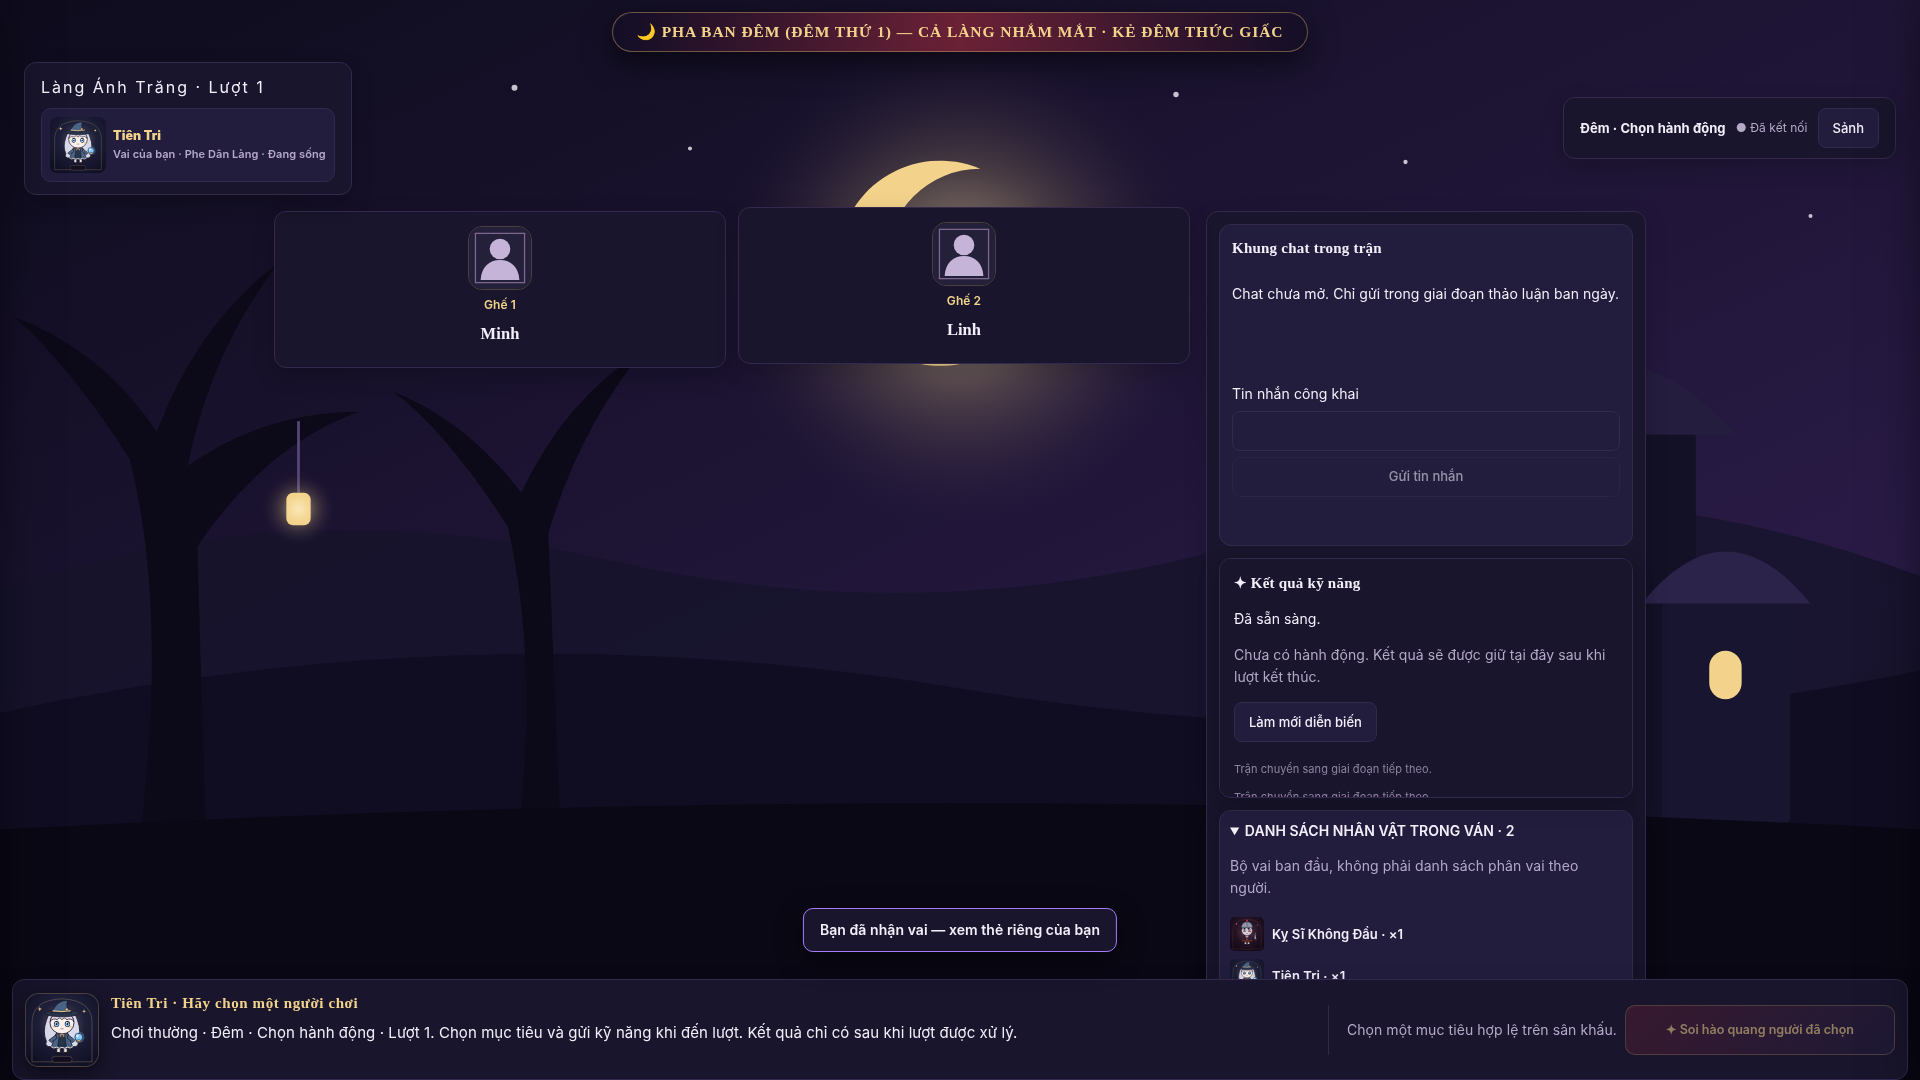 🌙 PHA BAN ĐÊM (ĐÊM THỨ 1) — CẢ LÀNG NHẮM MẮT · KẺ ĐÊM THỨC GIẤC
Làng Ánh Trăng · Lượt 1
Tiên Tri
Vai của bạn · Phe Dân Làng · Đang sống
Đêm · Chọn hành động
Đã kết nối
Sảnh
Ghế 1
Minh
Ghế 2
Linh
Khung chat trong trận
Chat chưa mở. Chỉ gửi trong giai đoạn thảo luận ban ngày.
Tin nhắn công khai
Gửi tin nhắn
✦ Kết quả kỹ năng
Đã sẵn sàng.
Chưa có hành động. Kết quả sẽ được giữ tại đây sau khi
lượt kết thúc.
Làm mới diễn biến
Trận chuyển sang giai đoạn tiếp theo.
Trận chuyển sang giai đoạn tiếp theo.
▼ DANH SÁCH NHÂN VẬT TRONG VÁN · 2
Bộ vai ban đầu, không phải danh sách phân vai theo
người.
Kỵ Sĩ Không Đầu · ×1
Tiên Tri · ×1
Bạn đã nhận vai — xem thẻ riêng của bạn
Tiên Tri · Hãy chọn một người chơi
Chơi thường · Đêm · Chọn hành động · Lượt 1. Chọn mục tiêu và gửi kỹ năng khi đến lượt. Kết quả chỉ có sau khi lượt được xử lý.
Chọn một mục tiêu hợp lệ trên sân khấu.
✦ Soi hào quang người đã chọn